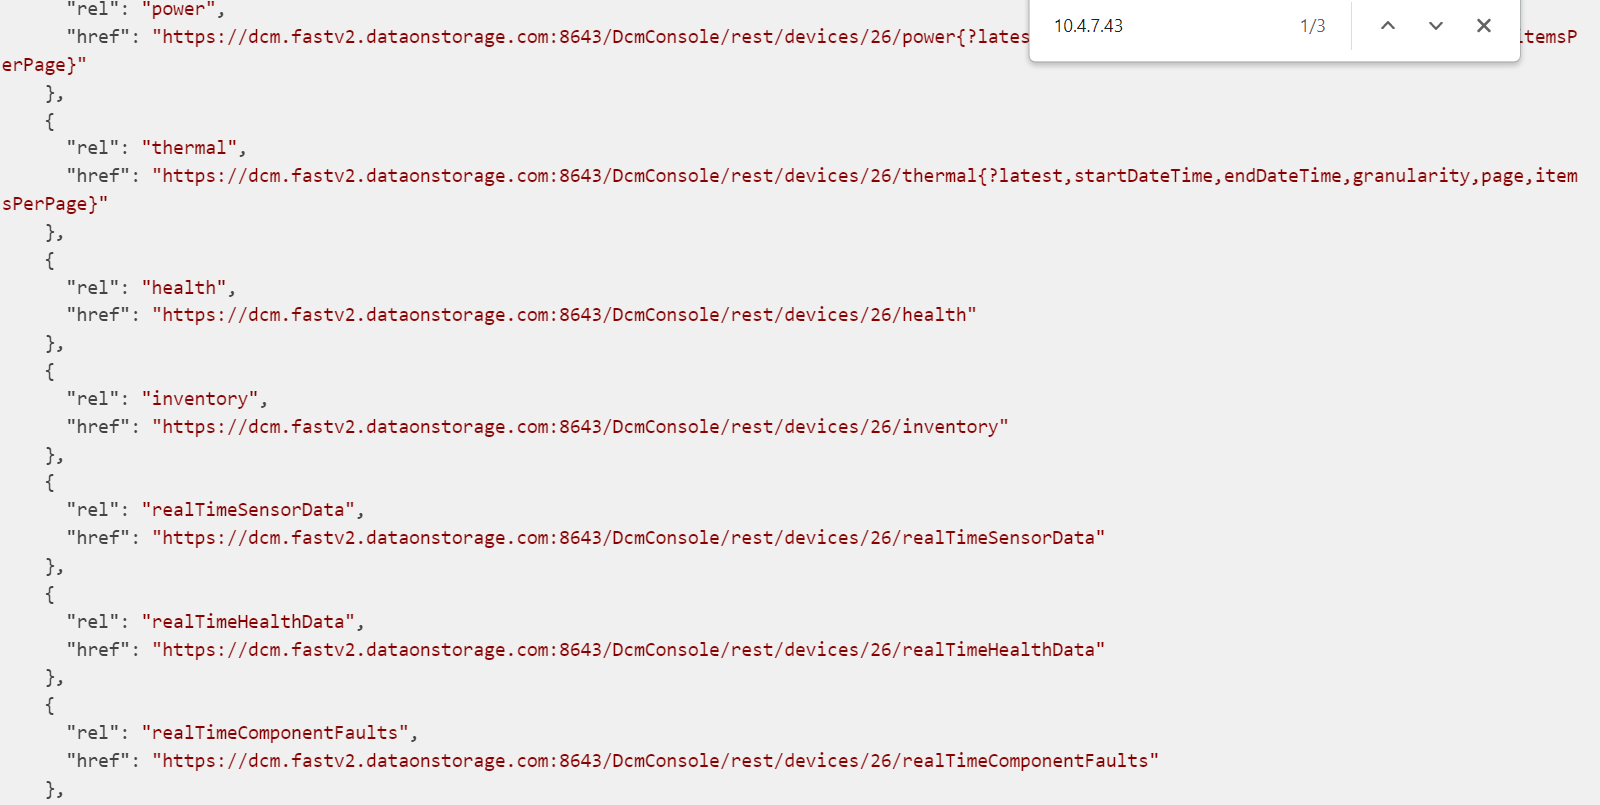 "rel": "power",
"href": "https://dcm.fastv2.dataonstorage.com:8643/DcmConsole/rest/devices/26/power{?lates
itemsP
erPage}"
},
{
"rel": "thermal",
"href": "https://dcm.fastv2.dataonstorage.com:8643/DcmConsole/rest/devices/26/thermal{?latest,startDateTime,endDateTime,granularity,page,item
sPerPage}"
},
{
"rel": "health",
"href": "https://dcm.fastv2.dataonstorage.com:8643/DcmConsole/rest/devices/26/health"
},
{
"rel": "inventory",
"href": "https://dcm.fastv2.dataonstorage.com:8643/DcmConsole/rest/devices/26/inventory"
},
{
"rel": "realTimeSensorData",
"href": "https://dcm.fastv2.dataonstorage.com:8643/DcmConsole/rest/devices/26/realTimeSensorData"
},
{
"rel": "realTimeHealthData",
"href": "https://dcm.fastv2.dataonstorage.com:8643/DcmConsole/rest/devices/26/realTimeHealthData"
},
{
"rel": "realTimeComponentFaults",
"href": "https://dcm.fastv2.dataonstorage.com:8643/DcmConsole/rest/devices/26/realTimeComponentFaults"
},
10.4.7.43
1/3